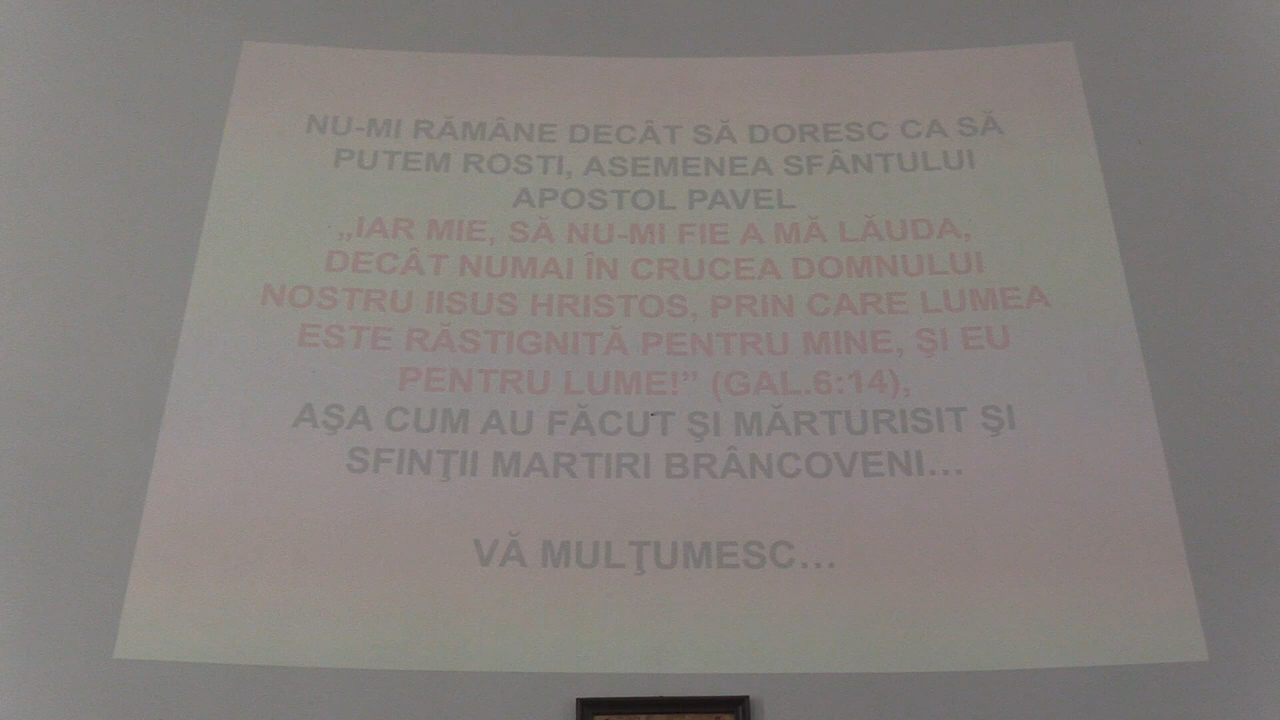 NU-MI RĂMÂNE DECÂT SĂ DORESC CA SĂ
PUTEM ROSTI, ASEMENEA SFÂNTULUI
APOSTOL PAVEL
„IAR MIE, SĂ NU-MI FIE A MĂ LĂUDA,
DECÂT NUMAI ÎN CRUCEA DOMNULUI
NOSTRU IISUS HRISTOS, PRIN CARE LUMEA
ESTE RĂSTIGNITĂ PENTRU MINE, ŞI EU
PENTRU LUME!” (GAL.6:14),
AŞA CUM AU FĂCUT ŞI MĂRTURISIT ŞI
SFINŢII MARTIRI BRÂNCOVENI...
VĂ MULŢUMESC...